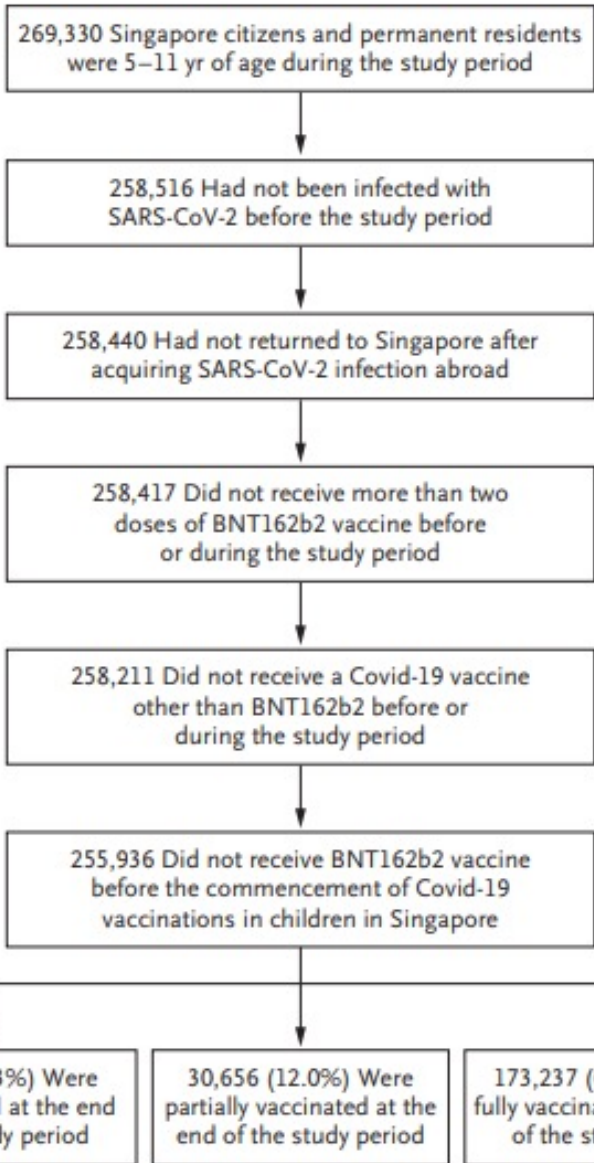 269,330 Singapore citizens and permanent residents
were 5–11 yr of age during the study period
258,516 Had not been infected with
SARS-CoV-2 before the study period
258,440 Had not returned to Singapore after
acquiring SARS-CoV-2 infection abroad
258,417 Did not receive more than two
doses of BNT162b2 vaccine before
or during the study period
258,211 Did not receive a Covid-19 vaccine
other than BNT162b2 before or
during the study period
255,936 Did not receive BNT162b2 vaccine
before the commencement of Covid-19
vaccinations in children in Singapore
%) Were
at the end
period
30,656 (12.0%) Were
partially vaccinated at the
end of the study period
173,237 (
fully
of the